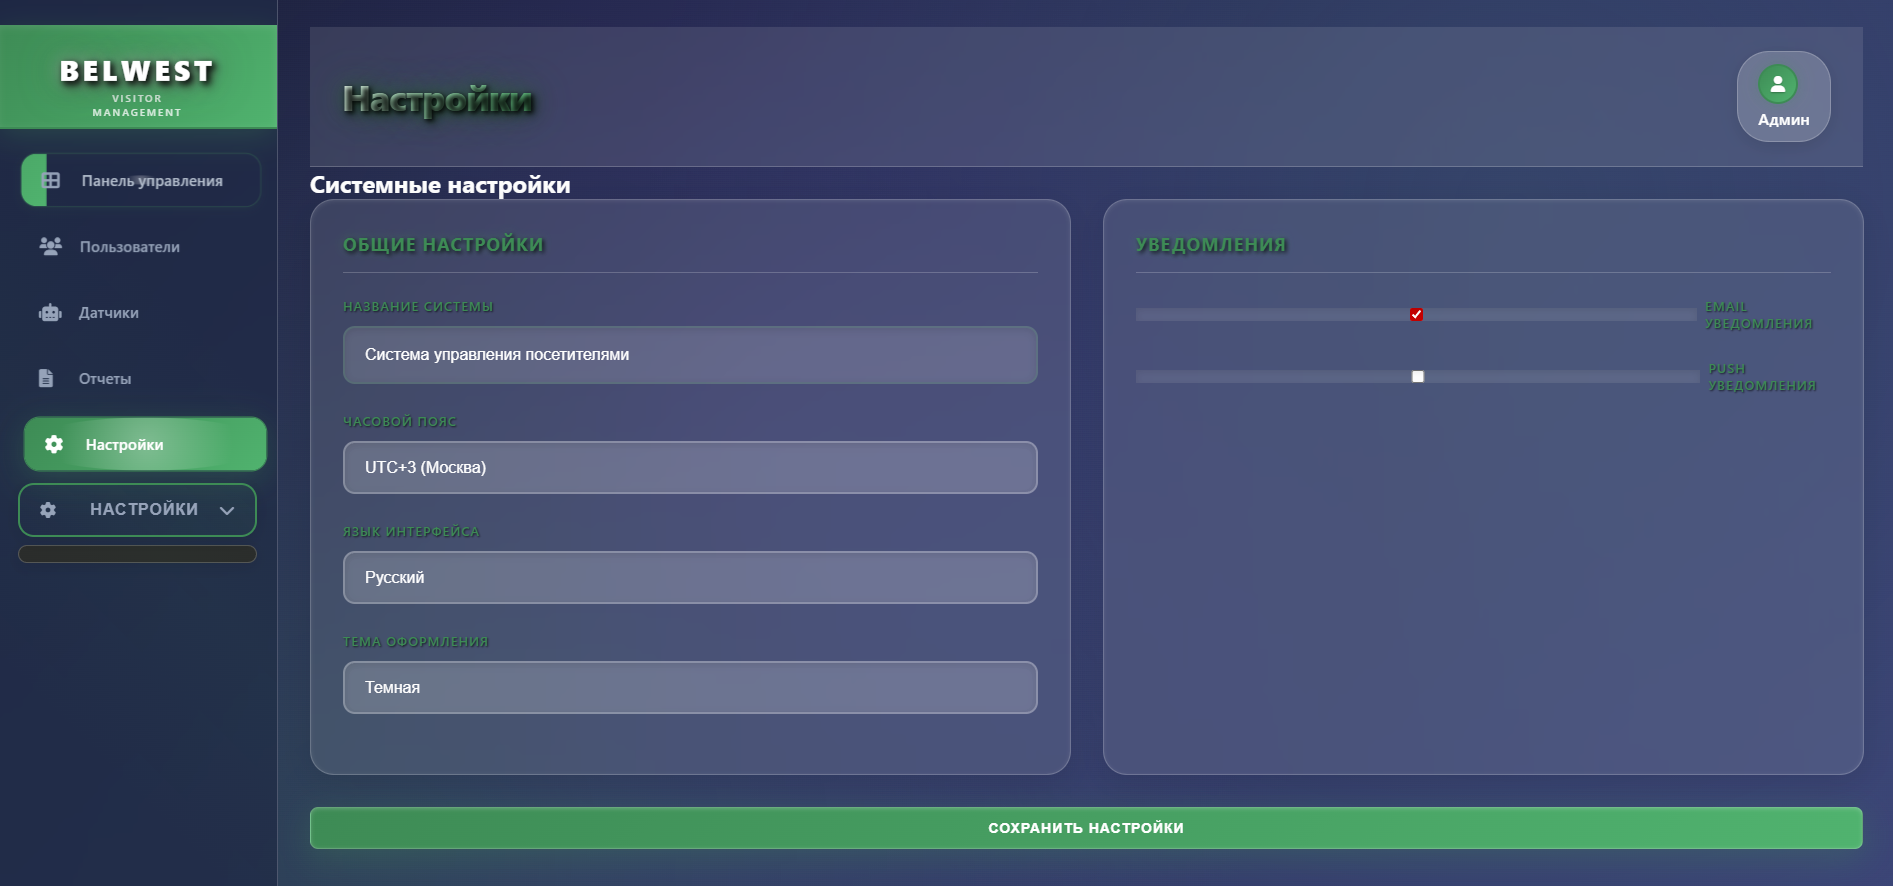 BELWEST
VISITOR
MANAGEMENT
Панель управления
Пользователи
Датчики
Отчеты
Настройки
НАСТРОЙКИ
Настройки
Админ
Системные настройки
ОБЩИЕ НАСТРОЙКИ
НАЗВАНИЕ СИСТЕМЫ
Система управления посетителями
ЧАСОВОЙ ПОЯС
UTC+3 (Москва)
ЯЗЫК ИНТЕРФЕЙСА
Русский
ТЕМА ОФОРМЛЕНИЯ
Темная
УВЕДОМЛЕНИЯ
EMAIL
УВЕДОМЛЕНИЯ
PUSH
УВЕДОМЛЕНИЯ
СОХРАНИТЬ НАСТРОЙКИ